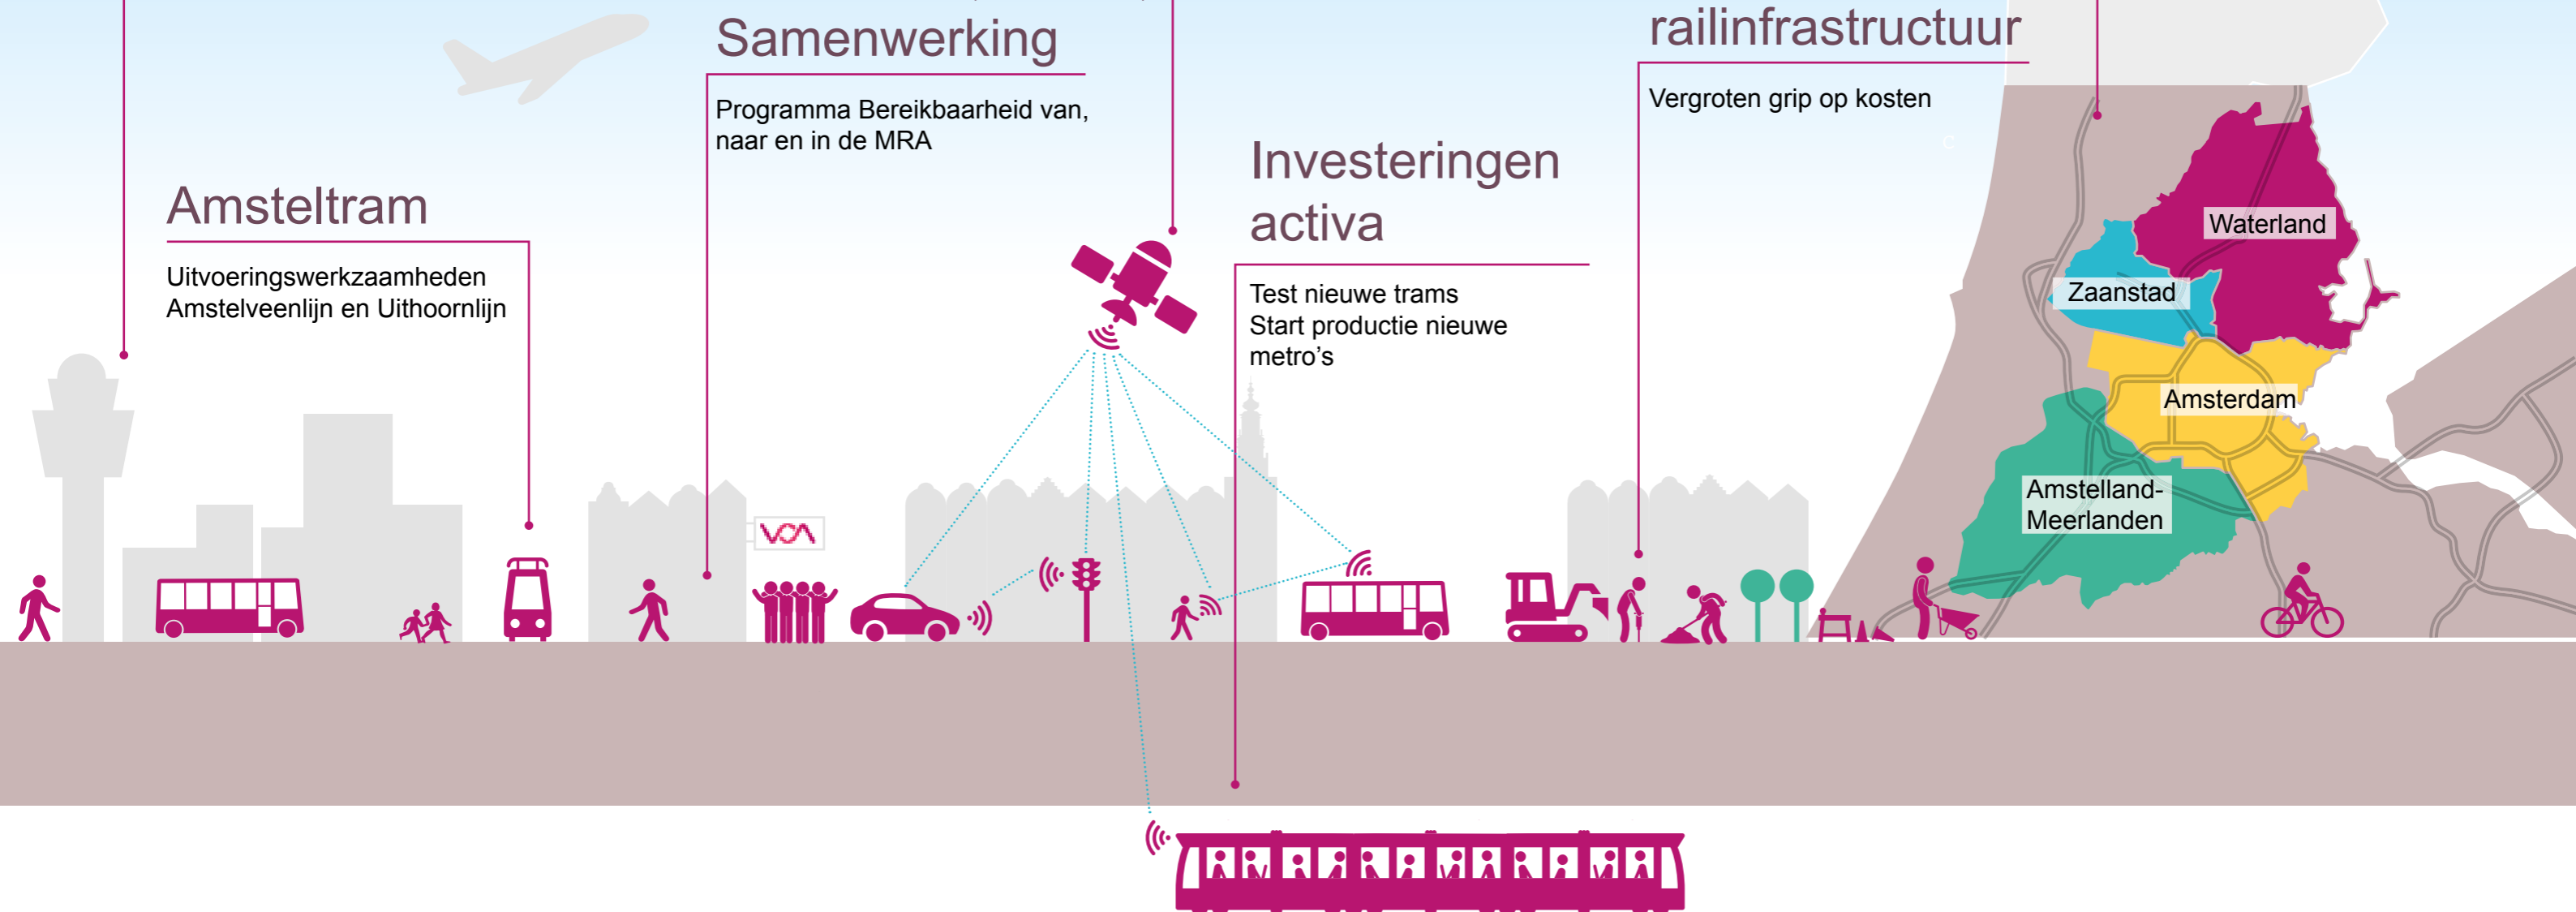 Samenwerking
Programma Bereikbaarheid van,
naar en in de MRA
Amsteltram
Uitvoeringswerkzaamheden
Amstelveenlijn en Uithoornlijn
Investeringen
activa
Test nieuwe trams
Start productie nieuwe
metro's
railinfrastructuur
Vergroten grip op kosten
c
Waterland
Zaanstad
Amsterdam
Amstelland-
Meerlanden